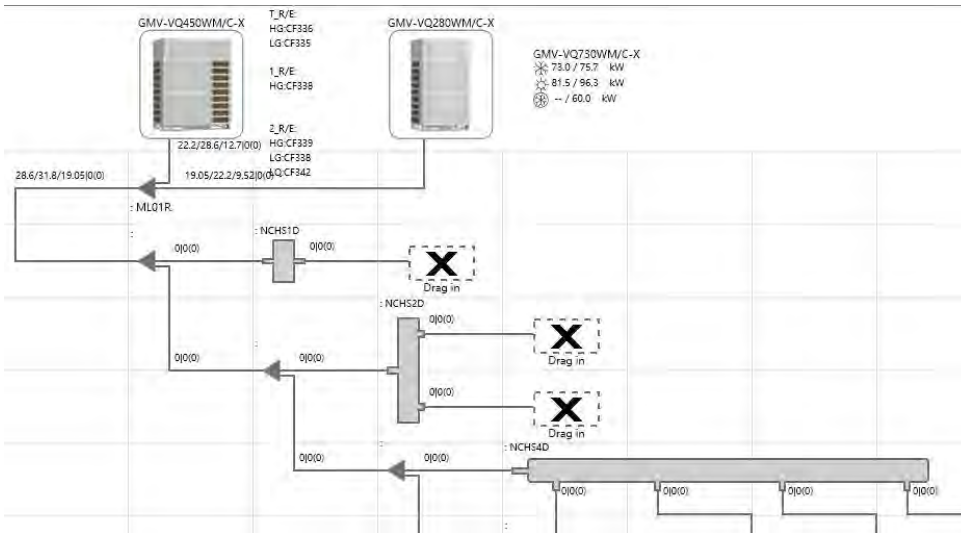 GMV-VQ450WM/C-X
T_R/E:
HG:CF336
LG:CF335
1_R/E:
HG:CF338
2_R/E:
HG:CF339
LG:CF338
LQ:CF342
GMV-VQ280WM/C-X
GMV-VQ730WM/C-X
73.0 / 75.7 kW
81.5 / 96.3 kW
-- / 60.0 kW
22.2/28.6/12.7|0(0)
28.6/31.8/19.05|0(0)
19.05/22.2/9.52|0(0)
: ML01R
:
: NCHS1D
0|0(0)
0|0(0)
Drag in
: NCHS2D
0|0(0)
Drag in
:
0|0(0)
0|0(0)
0|0(0)
Drag in
:
: NCHS4D
0|0(0)
0|0(0)
0|0(0)
0|0(0)
0|0(0)
0|0(0)
: